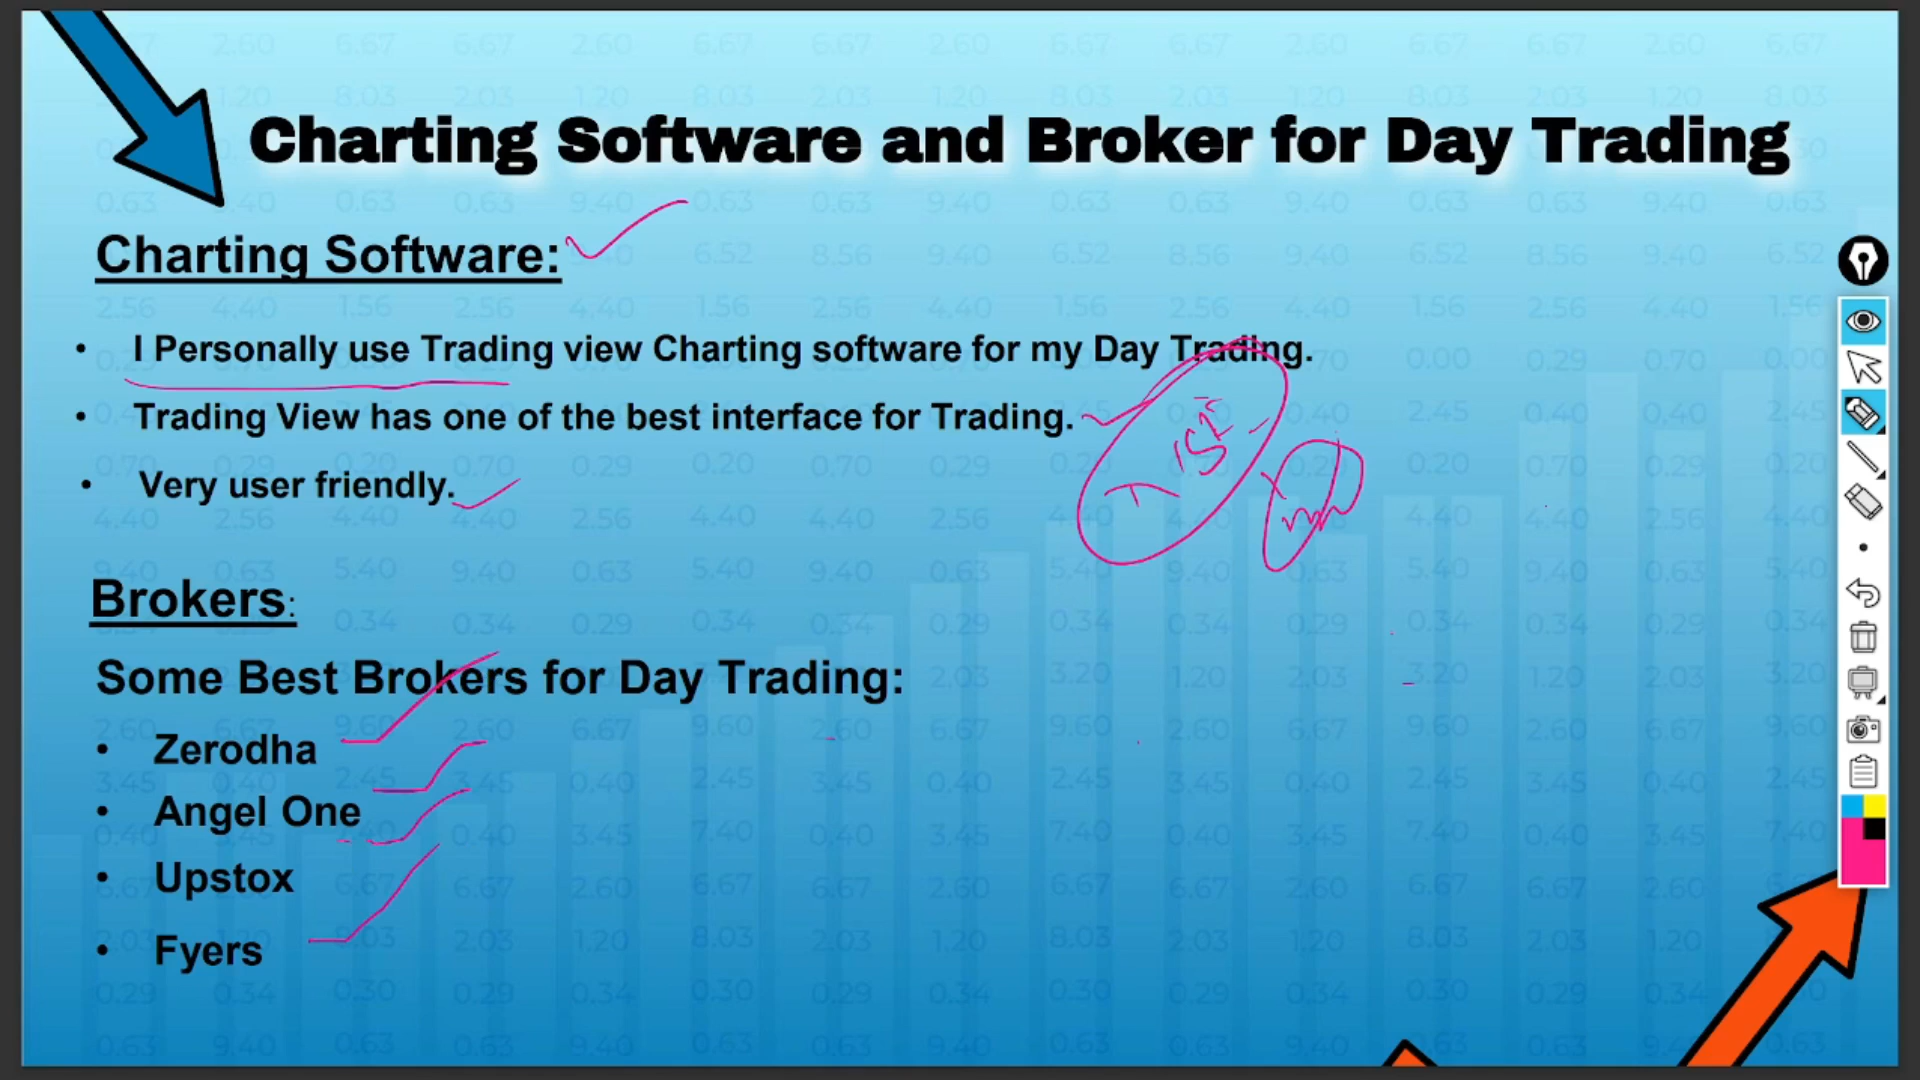 Charting Software and Broker for Day Trading
Charting Software:
• I Personally use Trading view Charting software for my Day Trading.
• Trading View has one of the best interface for Trading.
• Very user friendly.
Brokers:
Some Best Brokers for Day Trading:
• Zerodha
• Angel One
• Upstox
• Fyers